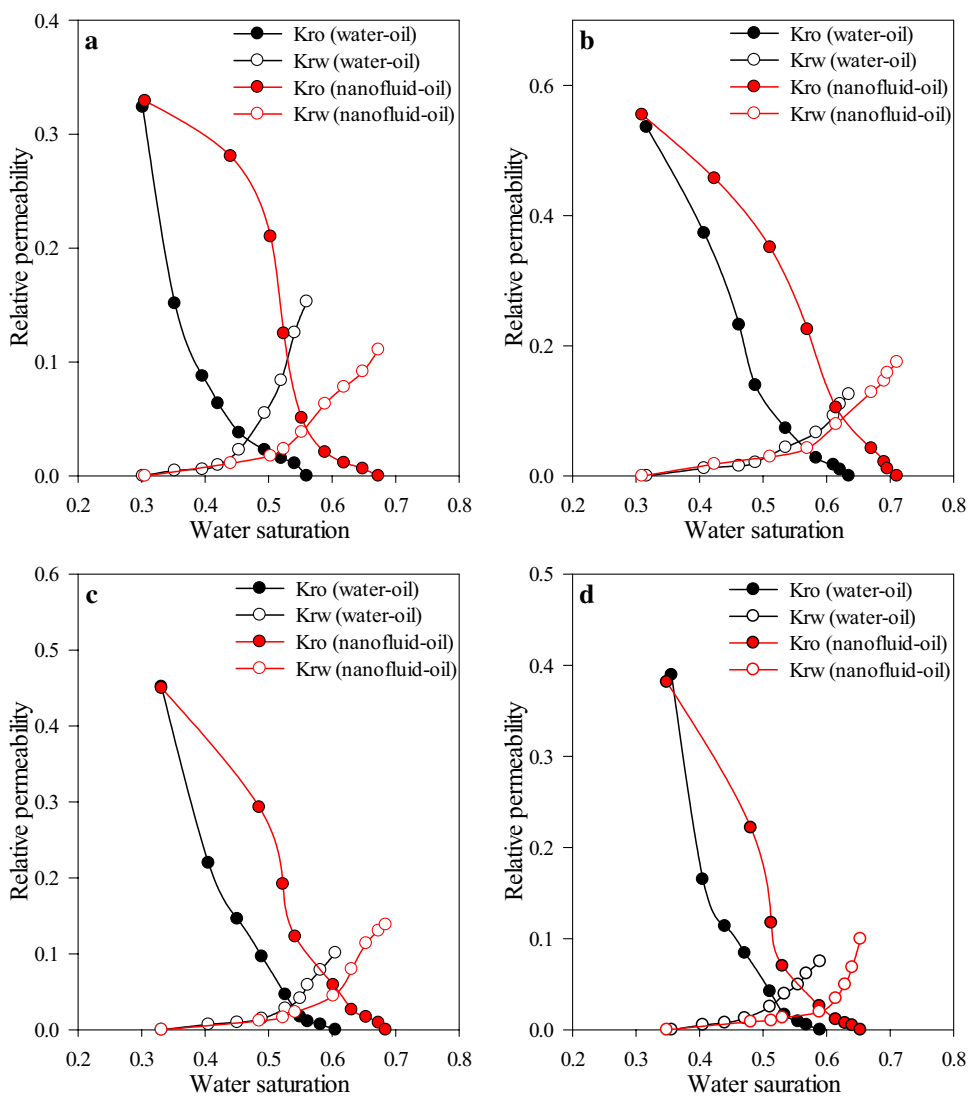 a
Kro (water-oil)
Krw (water-oil)
Kro (nanofluid-oil)
Krw (nanofluid-oil)
Relative permeability
0.4
0.3
0.2
0.1
0.0
0.2 0.3 0.4 0.5 0.6 0.7 0.8
Water saturation
b
Kro (water-oil)
Krw (water-oil)
Kro (nanofluid-oil)
Krw (nanofluid-oil)
Relative permeability
0.6
0.4
0.2
0.0
0.2 0.3 0.4 0.5 0.6 0.7 0.8
Water saturation
c
Kro (water-oil)
Krw (water-oil)
Kro (nanofluid-oil)
Krw (nanofluid-oil)
Relative permeability
0.6
0.5
0.4
0.3
0.2
0.1
0.0
0.2 0.3 0.4 0.5 0.6 0.7 0.8
Water saturation
d
Kro (water-oil)
Krw (water-oil)
Kro (nanofluid-oil)
Krw (nanofluid-oil)
Relative permeability
0.5
0.4
0.3
0.2
0.1
0.0
0.2 0.3 0.4 0.5 0.6 0.7 0.8
Water sauration